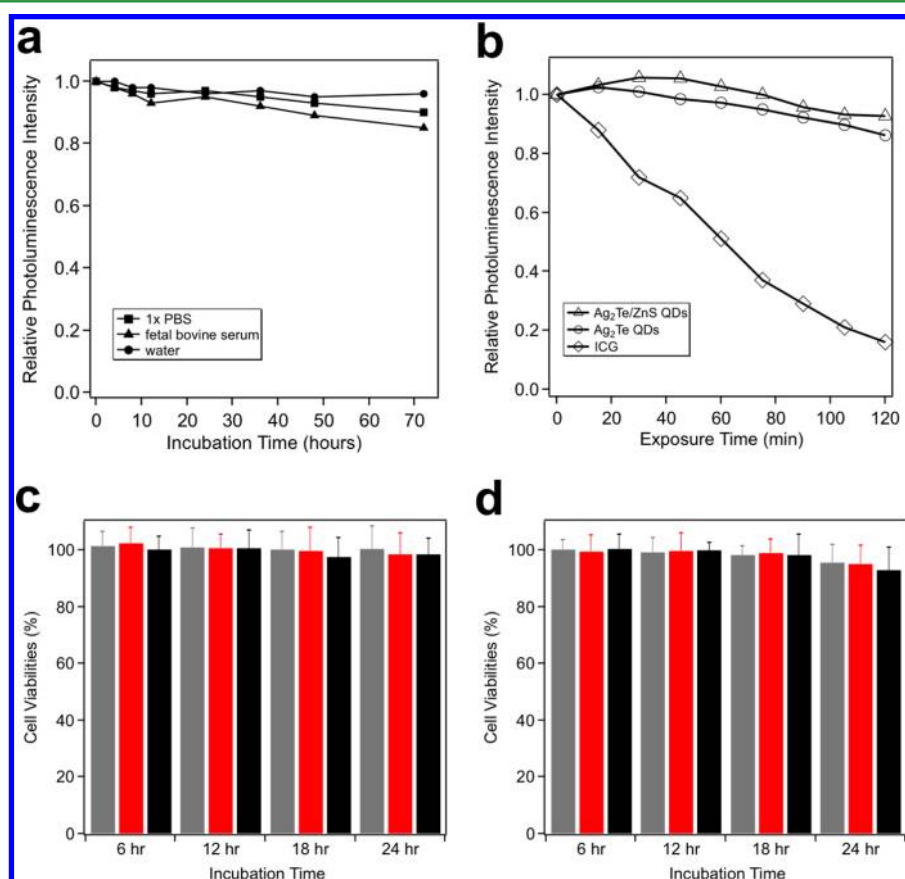 a
Relative Photoluminescence Intensity
1.0
0.8
0.6
0.4
0.2
0.0
1x PBS
fetal bovine serum
water
0 10 20 30 40 50 60 70
Incubation Time (hours)
b
Relative Photoluminescence Intensity
1.0
0.8
0.6
0.4
0.2
0.0
Ag₂Te/ZnS QDs
Ag₂Te QDs
ICG
0 20 40 60 80 100 120
Exposure Time (min)
c
Cell Viabilities (%)
100
80
60
40
20
0
6 hr 12 hr 18 hr 24 hr
Incubation Time
d
Cell Viabilities (%)
100
80
60
40
20
0
6 hr 12 hr 18 hr 24 hr
Incubation Time